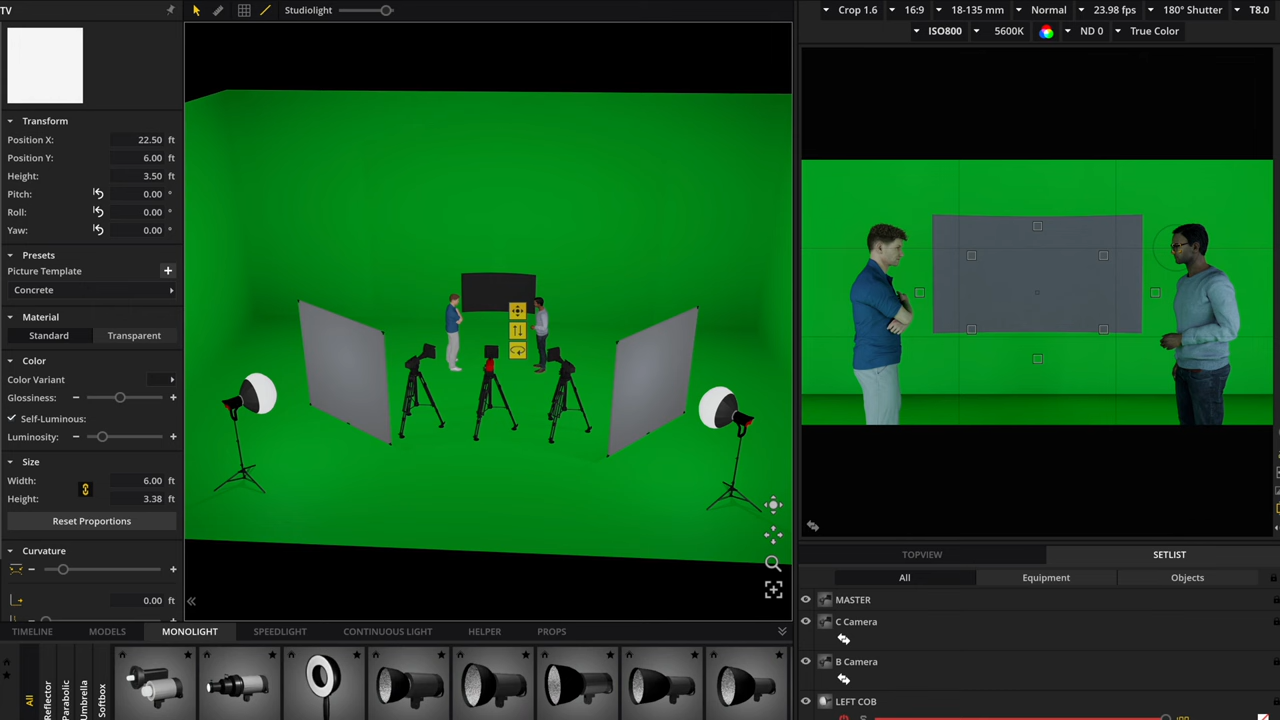 TV
Studiolight
Crop 1.6 16:9 18-135 mm Normal 23.98 fps 180° Shutter T8.0
ISO800 5600K ND 0 True Color
Transform
Position X: 22.50 ft
Position Y: 6.00 ft
Height: 3.50 ft
Pitch: 0.00 °
Roll: 0.00 °
Yaw: 0.00 °
Presets
Picture Template +
Concrete
Material
Standard Transparent
Color
Color Variant
Glossiness: − +
Self-Luminous:
Luminosity: − +
Size
Width: 6.00 ft
Height: 3.38 ft
Reset Proportions
Curvature
− +
0.00 ft
TOPVIEW SETLIST
All Equipment Objects
MASTER
C Camera
B Camera
LEFT COB
TIMELINE MODELS MONOLIGHT SPEEDLIGHT CONTINUOUS LIGHT HELPER PROPS
All
Reflector
Parabolic
Umbrella
Softbox